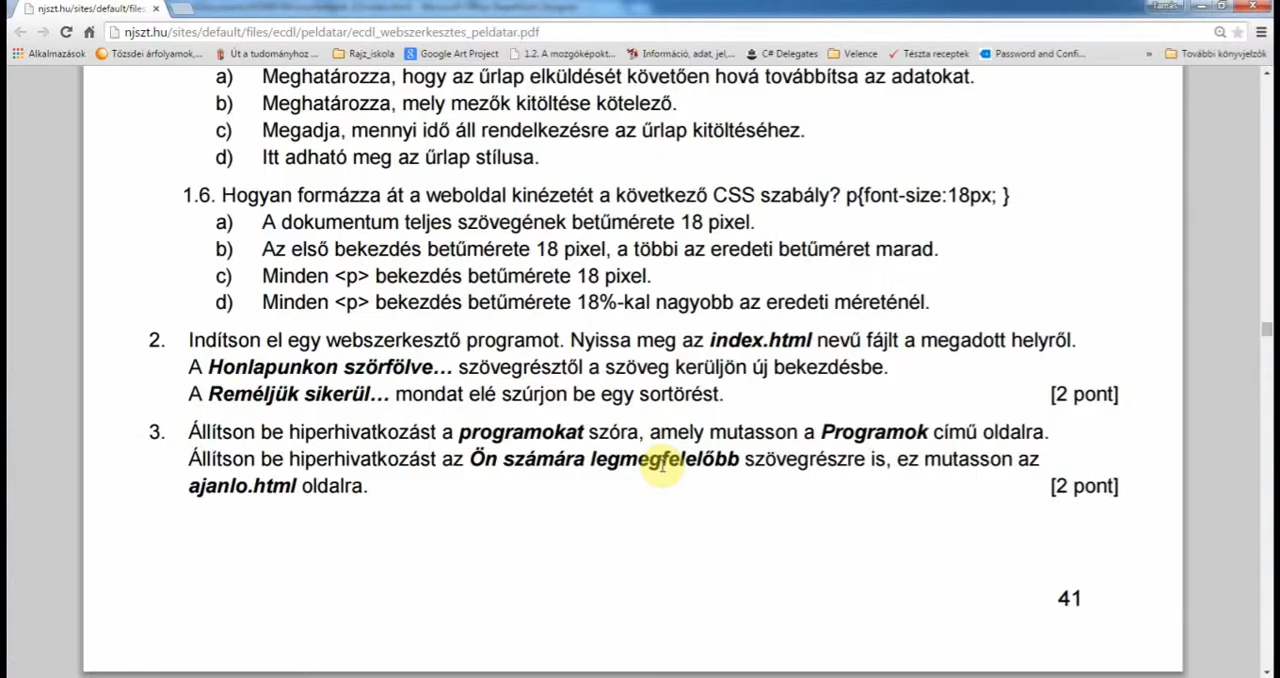 njszt.hu/sites/default/file:
Tamás
njszt.hu/sites/default/files/ecdl/peldatar/ecdl_webszerkesztes_peldatar.pdf
Alkalmazások Tőzsdei árfolyamok,... Út a tudományhoz ... Rajz_iskola Google Art Project 1.2. A mozgóképokt... Információ, adat, jel,... C# Delegates Velence Tészta receptek Password and Confi... » További könyvjelzők
a) Meghatározza, hogy az űrlap elküldését követően hová továbbítsa az adatokat.
b) Meghatározza, mely mezők kitöltése kötelező.
c) Megadja, mennyi idő áll rendelkezésre az űrlap kitöltéséhez.
d) Itt adható meg az űrlap stílusa.
1.6. Hogyan formázza át a weboldal kinézetét a következő CSS szabály? p{font-size:18px; }
a) A dokumentum teljes szövegének betűmérete 18 pixel.
b) Az első bekezdés betűmérete 18 pixel, a többi az eredeti betűméret marad.
c) Minden <p> bekezdés betűmérete 18 pixel.
d) Minden <p> bekezdés betűmérete 18%-kal nagyobb az eredeti méreténél.
2. Indítson el egy webszerkesztő programot. Nyissa meg az index.html nevű fájlt a megadott helyről.
A Honlapunkon szörfölve… szövegrésztől a szöveg kerüljön új bekezdésbe.
A Reméljük sikerül… mondat elé szúrjon be egy sortörést. [2 pont]
3. Állítson be hiperhivatkozást a programokat szóra, amely mutasson a Programok című oldalra.
Állítson be hiperhivatkozást az Ön számára legmegfelelőbb szövegrészre is, ez mutasson az
ajanlo.html oldalra. [2 pont]
41